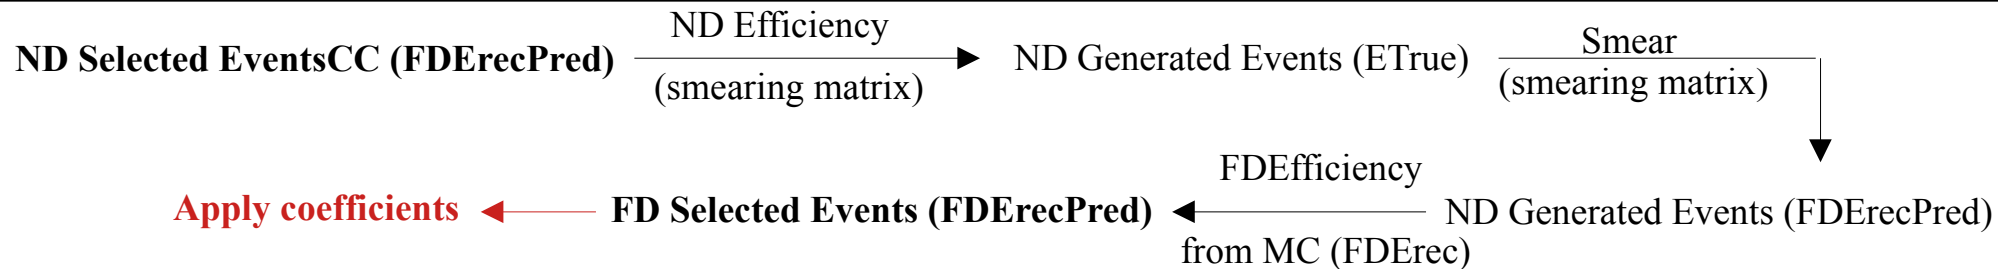 ND Selected EventsCC (FDErecPred)
ND Efficiency
(smearing matrix)
ND Generated Events (ETrue)
Smear
(smearing matrix)
ND Generated Events (FDErecPred)
FDEfficiency
from MC (FDErec)
FD Selected Events (FDErecPred)
Apply coefficients